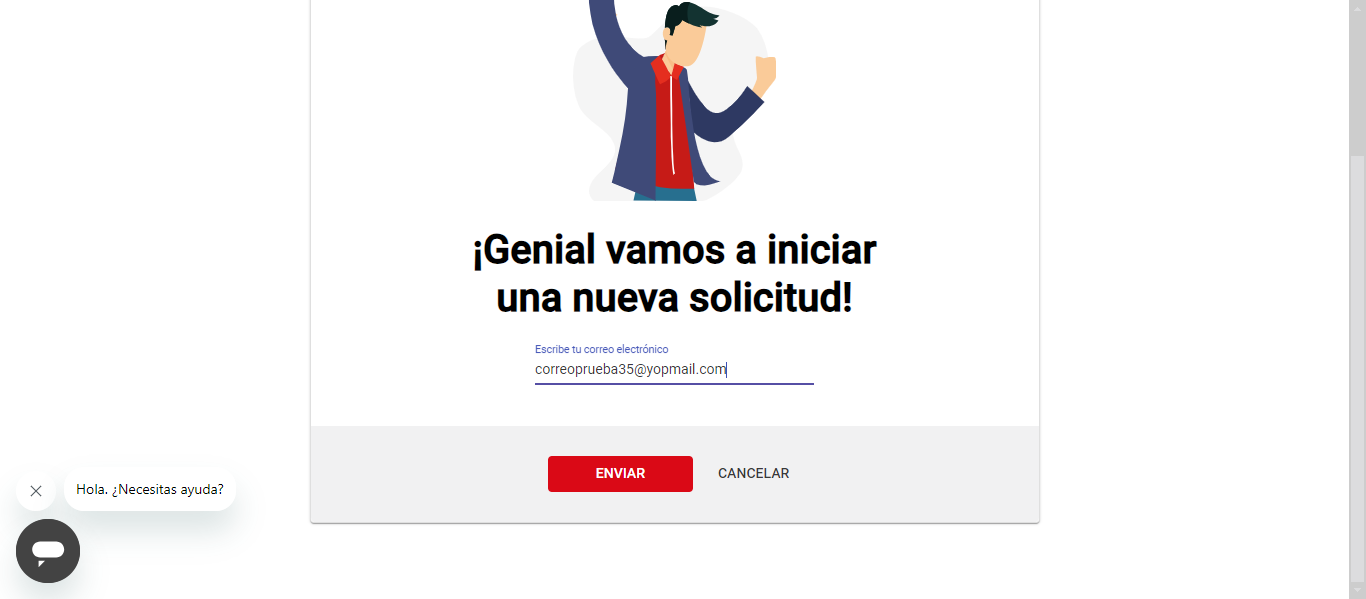 ¡Genial vamos a iniciar
una nueva solicitud!
Escribe tu correo electrónico
correoprueba35@yopmail.com
ENVIAR
CANCELAR
Hola. ¿Necesitas ayuda?